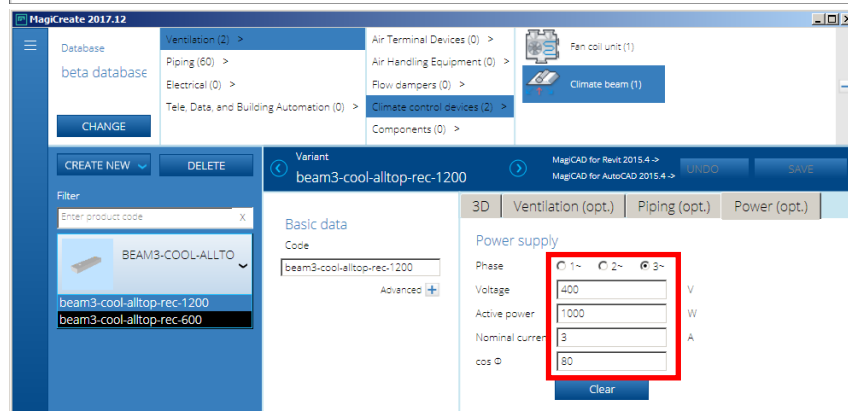 MagiCreate 2017.12
Database
beta database
CHANGE
Ventilation (2) >
Piping (60) >
Electrical (0) >
Tele, Data, and Building Automation (0) >
Air Terminal Devices (0) >
Air Handling Equipment (0) >
Flow dampers (0) >
Climate control devices (2) >
Components (0) >
Fan coil unit (1)
Climate beam (1)
CREATE NEW
DELETE
Filter
Enter product code X
BEAM3-COOL-ALLTO
beam3-cool-alltop-rec-1200
beam3-cool-alltop-rec-600
Variant
beam3-cool-alltop-rec-1200
MagiCAD for Revit 2015.4 ->
MagiCAD for AutoCAD 2015.4 ->
UNDO
SAVE
Basic data
Code
beam3-cool-alltop-rec-1200
Advanced +
3D Ventilation (opt.) Piping (opt.) Power (opt.)
Power supply
Phase 1~ 2~ 3~
Voltage 400 V
Active power 1000 W
Nominal curren 3 A
cos Φ 80
Clear